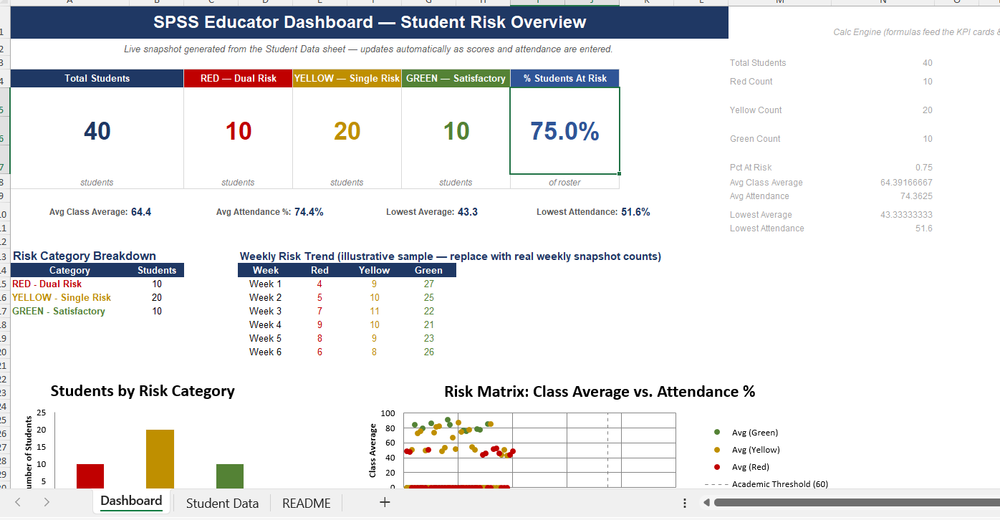 SPSS Educator Dashboard — Student Risk Overview
Calc Engine (formulas feed the KPI cards &
Live snapshot generated from the Student Data sheet — updates automatically as scores and attendance are entered.
Total Students 40
Total Students RED — Dual Risk YELLOW — Single Risk GREEN — Satisfactory % Students At Risk
Red Count 10
40 10 20 10 75.0%
Yellow Count 20
Green Count 10
Pct At Risk 0.75
students students students students of roster
Avg Class Average 64.39166667
Avg Attendance 74.3625
Avg Class Average: 64.4 Avg Attendance %: 74.4% Lowest Average: 43.3 Lowest Attendance: 51.6%
Lowest Average 43.33333333
Lowest Attendance 51.6
Risk Category Breakdown Weekly Risk Trend (illustrative sample — replace with real weekly snapshot counts)
Category Students Week Red Yellow Green
RED - Dual Risk 10 Week 1 4 9 27
YELLOW - Single Risk 20 Week 2 5 10 25
GREEN - Satisfactory 10 Week 3 7 11 22
Week 4 9 10 21
Week 5 8 9 23
Week 6 6 8 26
Students by Risk Category
25
20
15
10
5
Risk Matrix: Class Average vs. Attendance %
Class Average
100
80
60
40
20
0
Avg (Green)
Avg (Yellow)
Avg (Red)
Academic Threshold (60)
Dashboard Student Data README